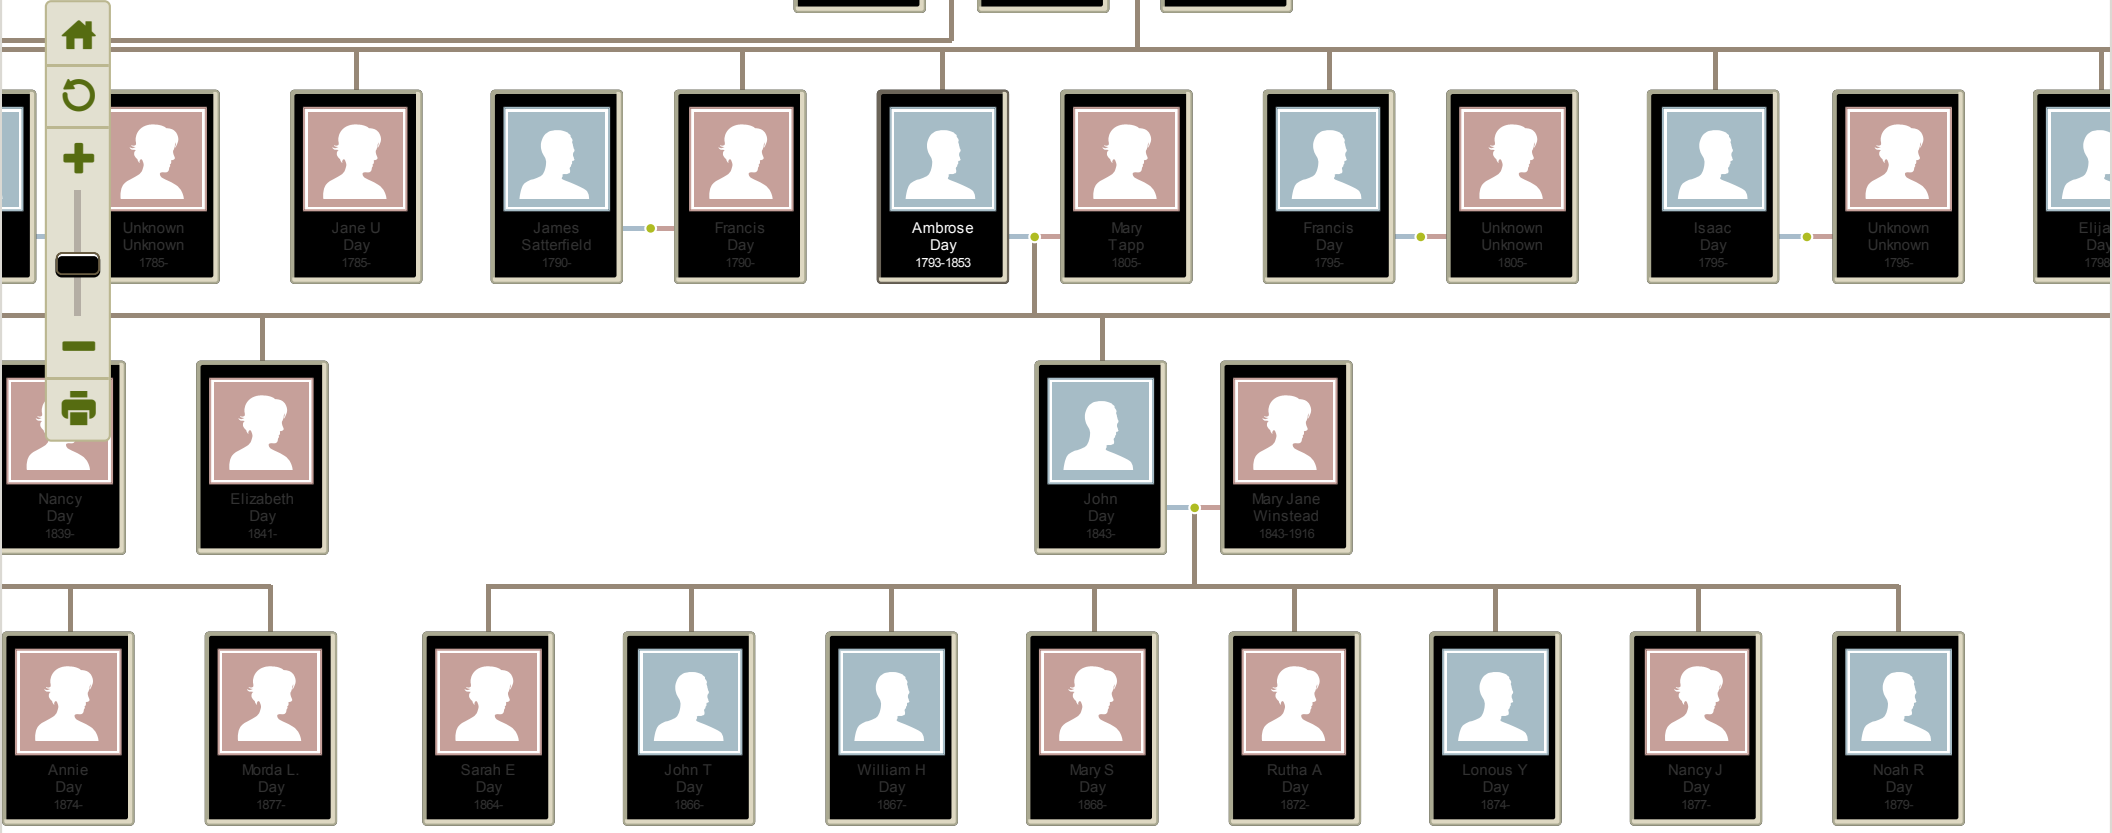 Unknown
Unknown
1785-
Jane U
Day
1785-
James
Satterfield
1790-
Francis
Day
1790-
Ambrose
Day
1793-1853
Mary
Tapp
1805-
Francis
Day
1795-
Unknown
Unknown
1805-
Isaac
Day
1795-
Unknown
Unknown
1795-
Elija
Day
1798
Nancy
Day
1839-
Elizabeth
Day
1841-
John
Day
1843-
Mary Jane
Winstead
1843-1916
Annie
Day
1874-
Morda L.
Day
1877-
Sarah E
Day
1864-
John T
Day
1866-
William H
Day
1867-
Mary S
Day
1868-
Rutha A
Day
1872-
Lonous Y
Day
1874-
Nancy J
Day
1877-
Noah R
Day
1879-